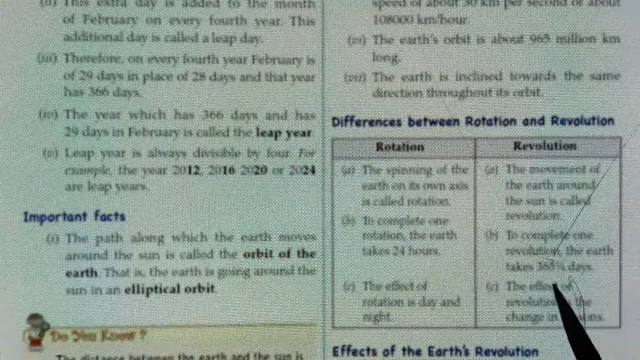 (ii) This extra day is added to the month
of February on every fourth year. This
additional day is called a leap day.
(iii) Therefore, on every fourth year February is
of 29 days in place of 28 days and that year
has 366 days.
(iv) The year which has 366 days and has
29 days in February is called the leap year
(v) Leap year is always divisible by four. For
example, the year 2012, 2016 2020 or 2024
are leap years.
Important facts
(i) The path along which the earth moves
around the sun is called the orbit of the
earth. That is, the earth is going around the
sun in an elliptical orbit.
Do You Know ?
The distance between the earth and the sun is
speed of about 30 km per second or about
108000 km/hour.
(vi) The earth's orbit is about 965 million km
long.
(vii) The earth is inclined towards the same
direction throughout its orbit.
Differences between Rotation and Revolution
Rotation
Revolution
(a) The spinning of the
earth on its own axis
is called rotation.
(b) To complete one
rotation, the earth
takes 24 hours.
(c) The effect of
rotation is day and
night.
(a) The movement of
the earth around
the sun is called
revolution.
(b) To complete one
revolution, the earth
takes 365¼ days.
(c) The effect of
revolution the
change in
Effects of the Earth's Revolution